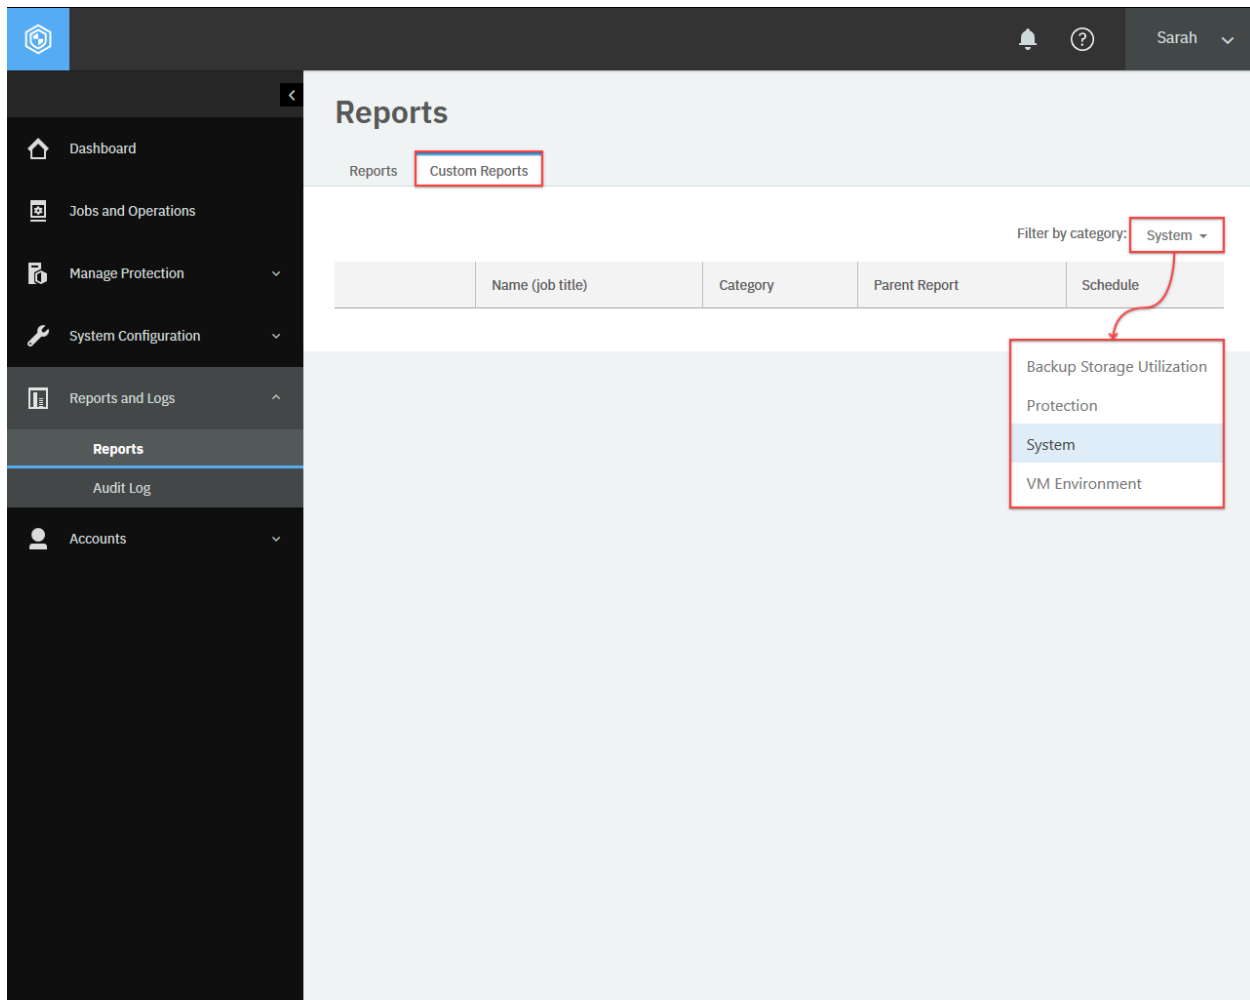 Sarah
Dashboard
Jobs and Operations
Manage Protection
System Configuration
Reports and Logs
Reports
Audit Log
Accounts
Reports
Reports Custom Reports
Filter by category: System
Name (job title) Category Parent Report Schedule
Backup Storage Utilization
Protection
System
VM Environment